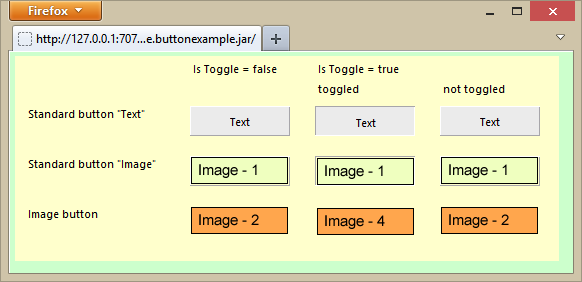 Firefox
http://127.0.0.1:707...e.buttonexample.jar/
Is Toggle = false Is Toggle = true
toggled not toggled
Standard button "Text" Text Text Text
Standard button "Image" Image - 1 Image - 1 Image - 1
Image button Image - 2 Image - 4 Image - 2